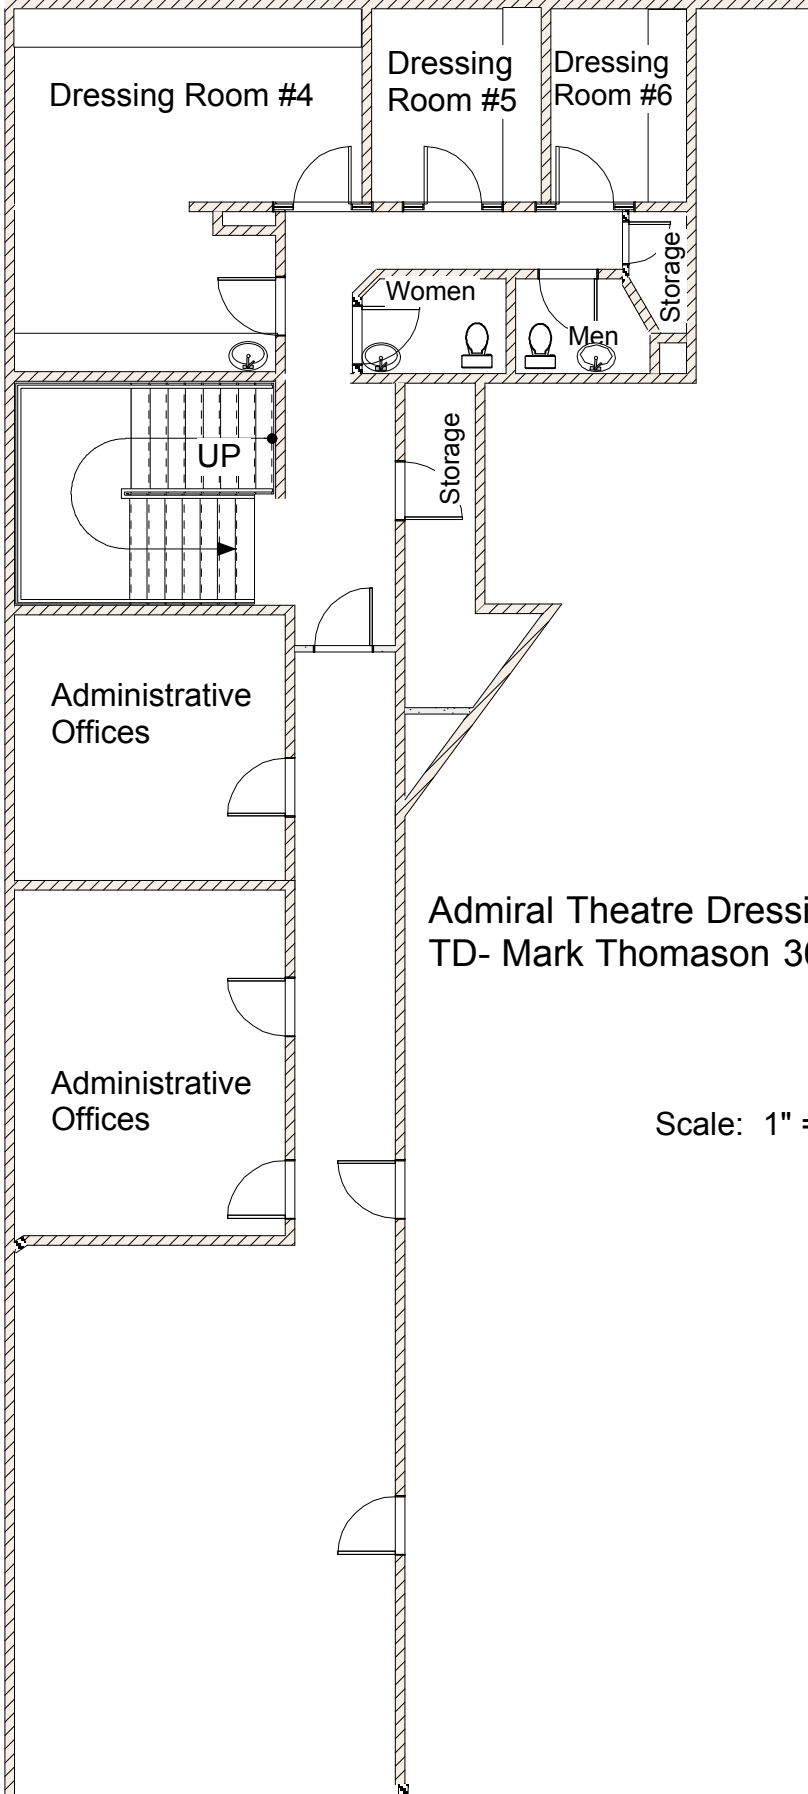 Dressing Room #4
Dressing
Room #5
Dressing
Room #6
Storage
Women
Men
UP
Storage
Administrative
Offices
Admiral Theatre Dressi
TD- Mark Thomason 36
Administrative
Offices
Scale: 1" =